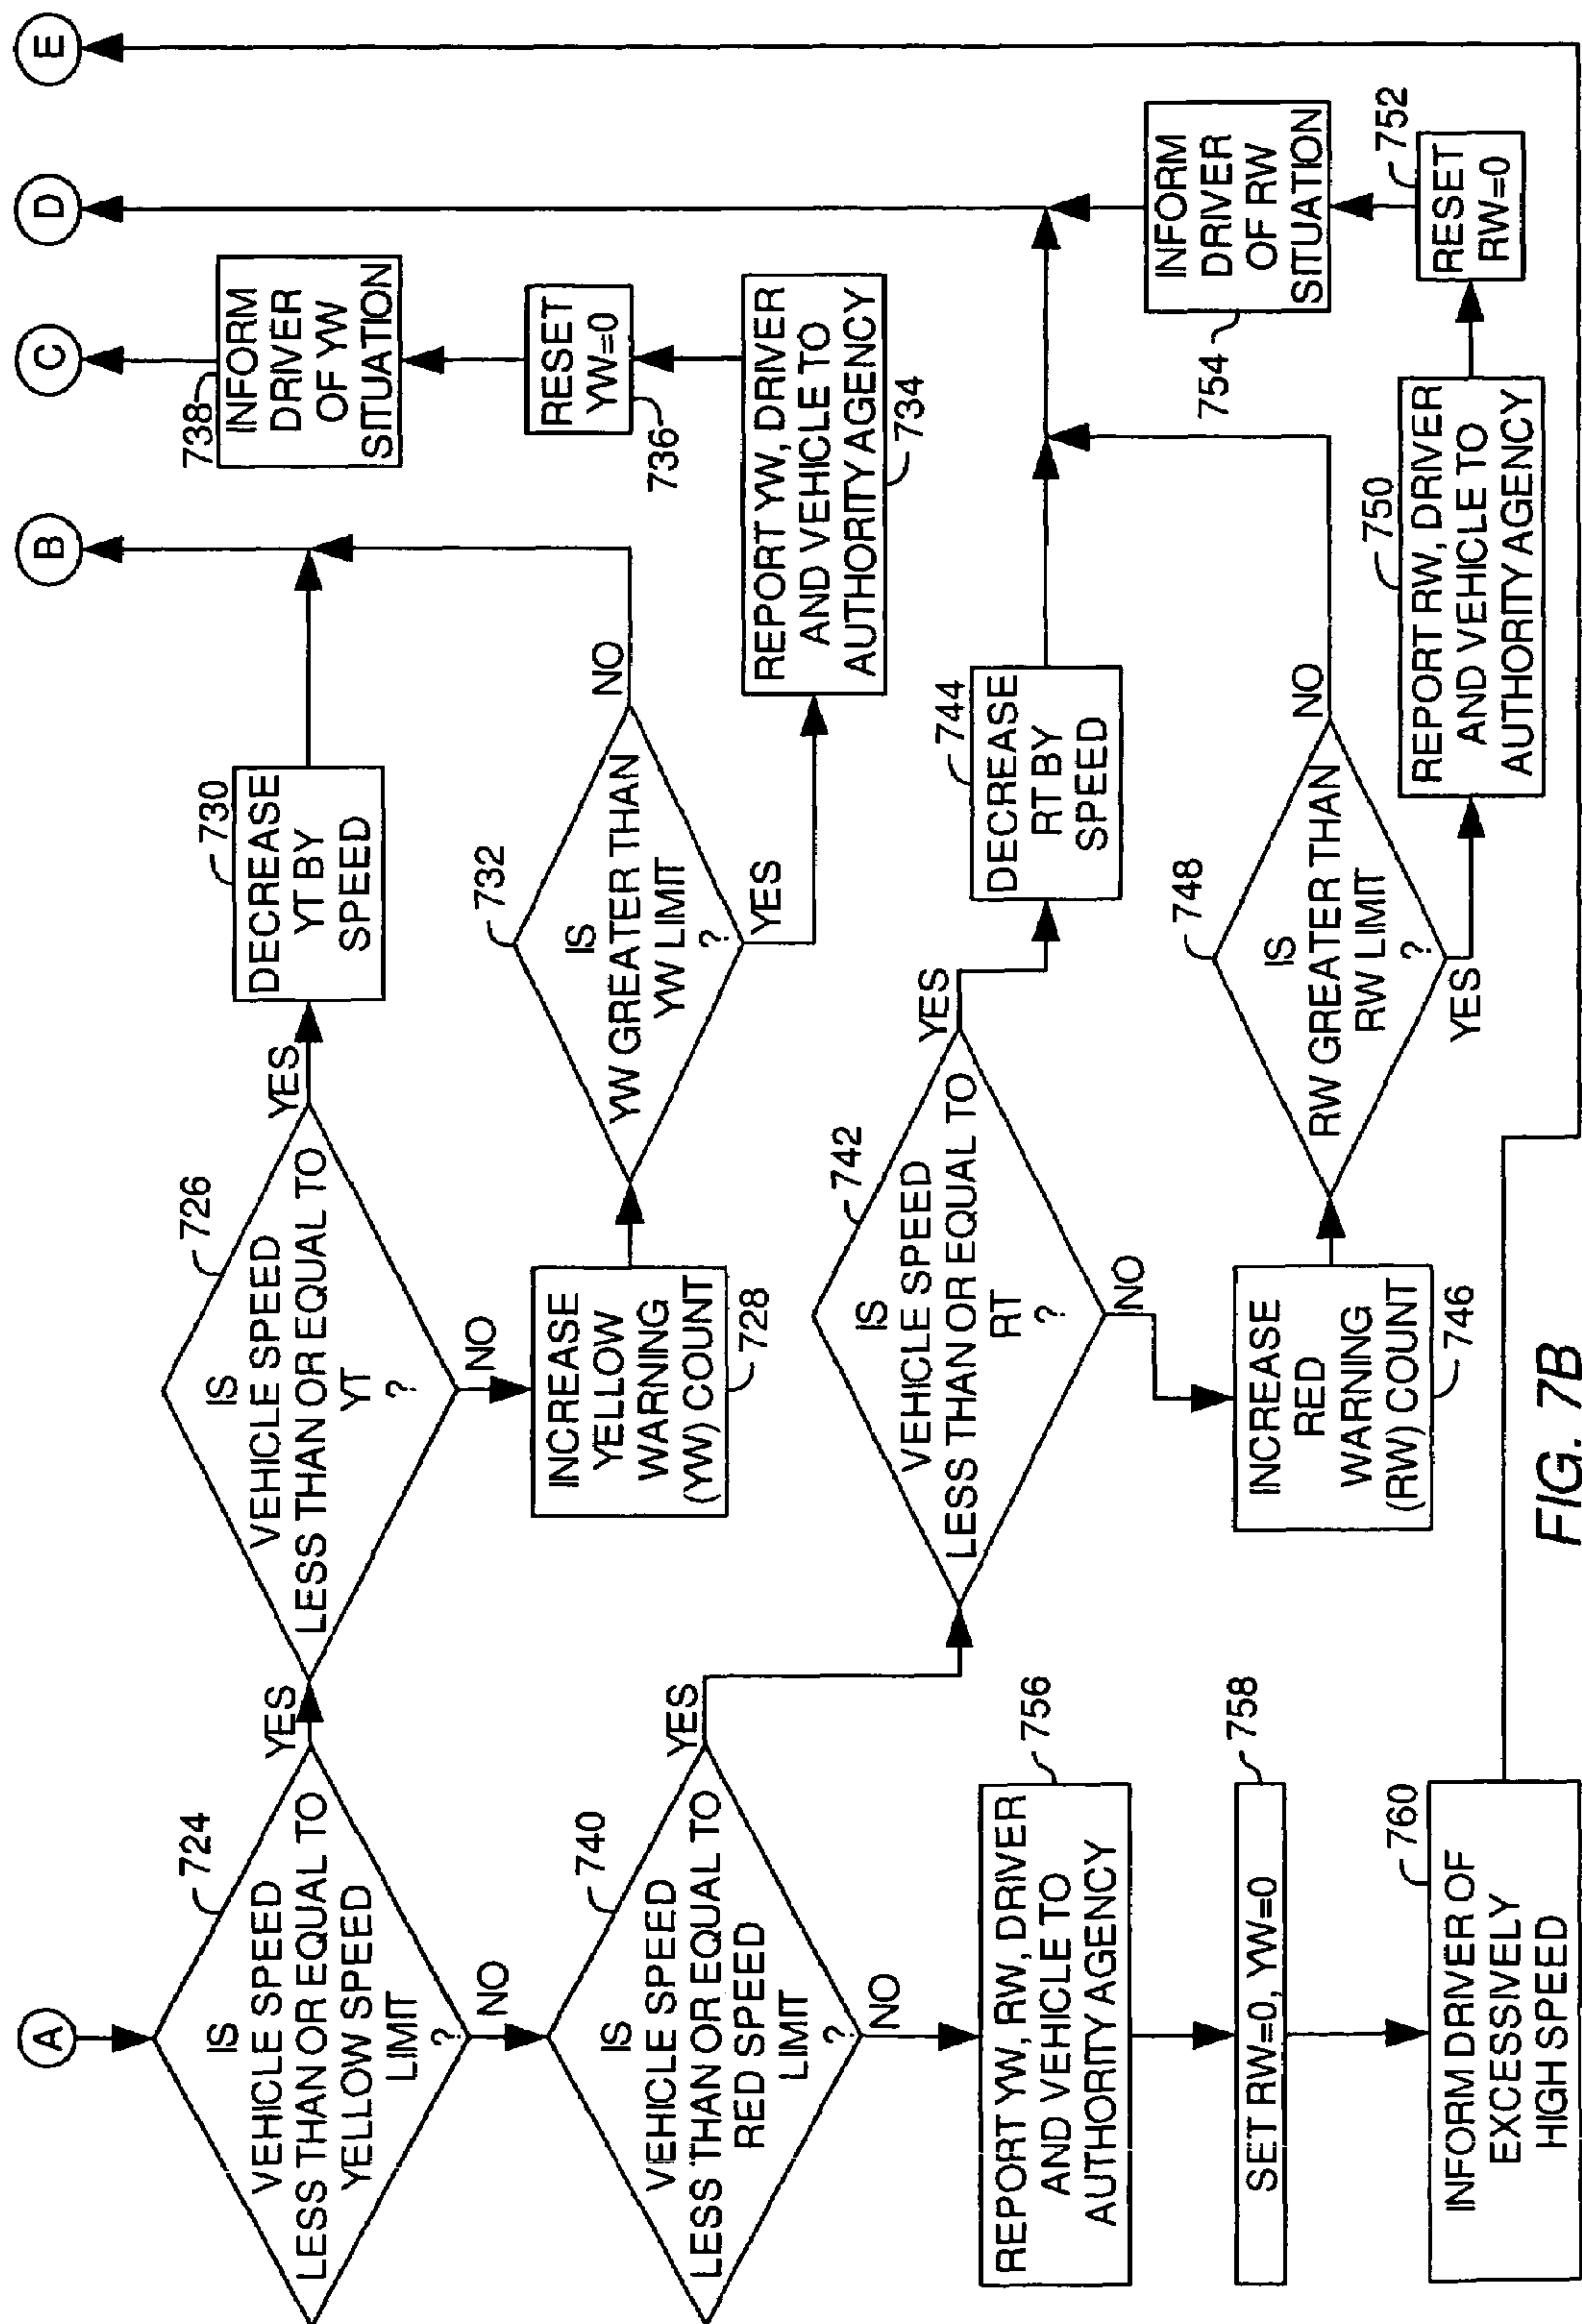 A
IS
VEHICLE SPEED
LESS THAN OR EQUAL TO
YELLOW SPEED
LIMIT
?
724
YES
NO
IS
VEHICLE SPEED
LESS THAN OR EQUAL TO
YT
?
726
YES
NO
DECREASE
YT BY
SPEED
730
B
INCREASE
YELLOW
WARNING
(YW) COUNT
728
IS
YW GREATER THAN
YW LIMIT
?
732
NO
YES
REPORT YW, DRIVER
AND VEHICLE TO
AUTHORITY AGENCY
734
RESET
YW=0
736
INFORM
DRIVER
OF YW
SITUATION
738
C
IS
VEHICLE SPEED
LESS THAN OR EQUAL TO
RED SPEED
LIMIT
?
740
YES
NO
IS
VEHICLE SPEED
LESS THAN OR EQUAL TO
RT
?
742
YES
NO
DECREASE
RT BY
SPEED
744
D
INCREASE
RED
WARNING
(RW) COUNT
746
IS
RW GREATER THAN
RW LIMIT
?
748
NO
YES
REPORT RW, DRIVER
AND VEHICLE TO
AUTHORITY AGENCY
750
RESET
RW=0
752
INFORM
DRIVER
OF RW
SITUATION
754
REPORT YW, RW, DRIVER
AND VEHICLE TO
AUTHORITY AGENCY
756
SET RW=0, YW=0
758
INFORM DRIVER OF
EXCESSIVELY
HIGH SPEED
760
E
FIG. 7B